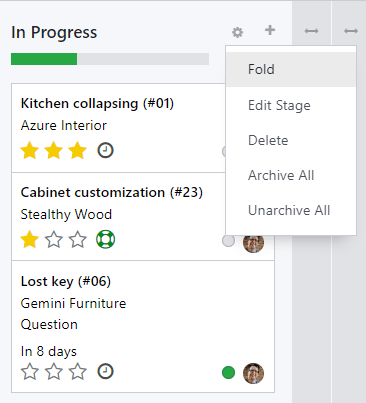 In Progress
Fold
Edit Stage
Delete
Archive All
Unarchive All
Kitchen collapsing (#01)
Azure Interior
Cabinet customization (#23)
Stealthy Wood
Lost key (#06)
Gemini Furniture
Question
In 8 days